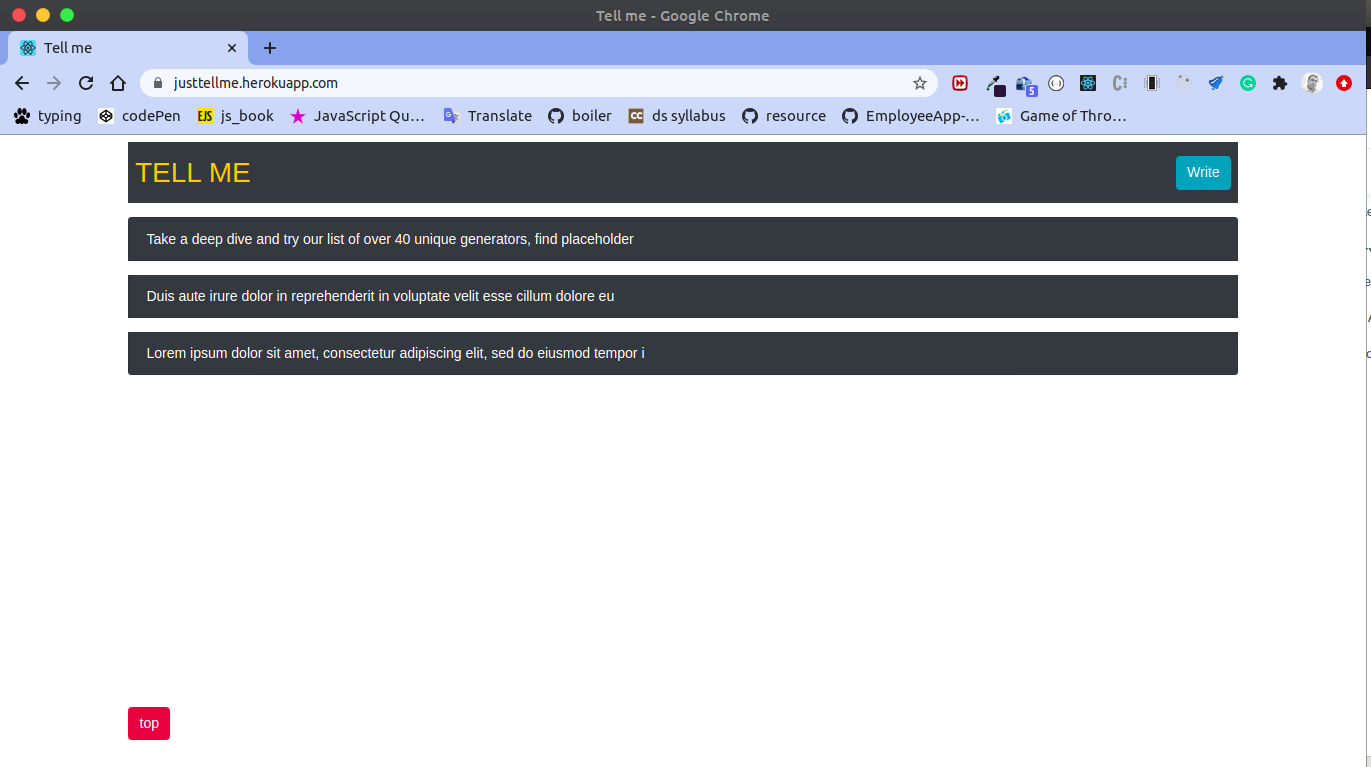 Tell me - Google Chrome
Tell me
justtellme.herokuapp.com
5
typing codePen EJS js_book JavaScript Qu… Translate boiler CC ds syllabus resource EmployeeApp-… Game of Thro…
TELL ME Write
Take a deep dive and try our list of over 40 unique generators, find placeholder
Duis aute irure dolor in reprehenderit in voluptate velit esse cillum dolore eu
Lorem ipsum dolor sit amet, consectetur adipiscing elit, sed do eiusmod tempor i
top